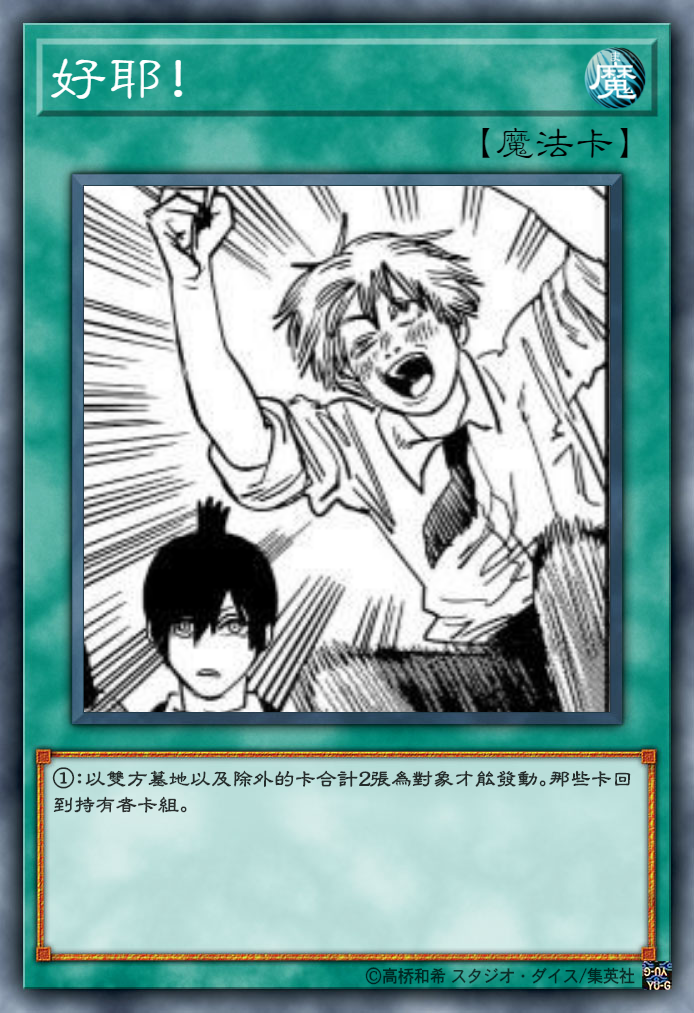 好耶!
魔
【魔法卡】
①:以雙方墓地以及除外的卡合計2張為對象才能發動。那些卡回
到持有者卡組。
©高桥和希 スタジオ・ダイス/集英社